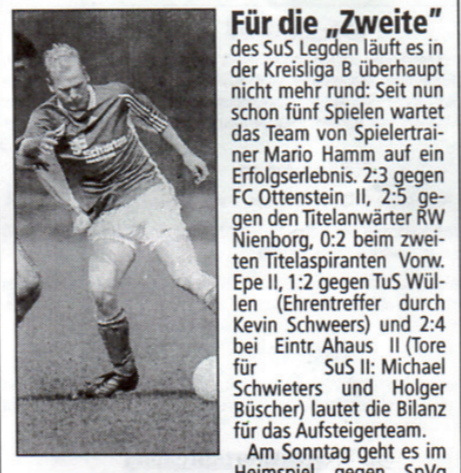 Für die „Zweite”
des SuS Legden läuft es in
der Kreisliga B überhaupt
nicht mehr rund: Seit nun
schon fünf Spielen wartet
das Team von Spielertrai-
ner Mario Hamm auf ein
Erfolgserlebnis. 2:3 gegen
FC Ottenstein II, 2:5 ge-
gen den Titelanwärter RW
Nienborg, 0:2 beim zwei-
ten Titelaspiranten Vorw.
Epe II, 1:2 gegen TuS Wül-
len (Ehrentreffer durch
Kevin Schweers) und 2:4
bei Eintr. Ahaus II (Tore
für SuS II: Michael
Schwieters und Holger
Büscher) lautet die Bilanz
für das Aufsteigerteam.
Am Sonntag geht es im
Heimspiel gegen SpVg